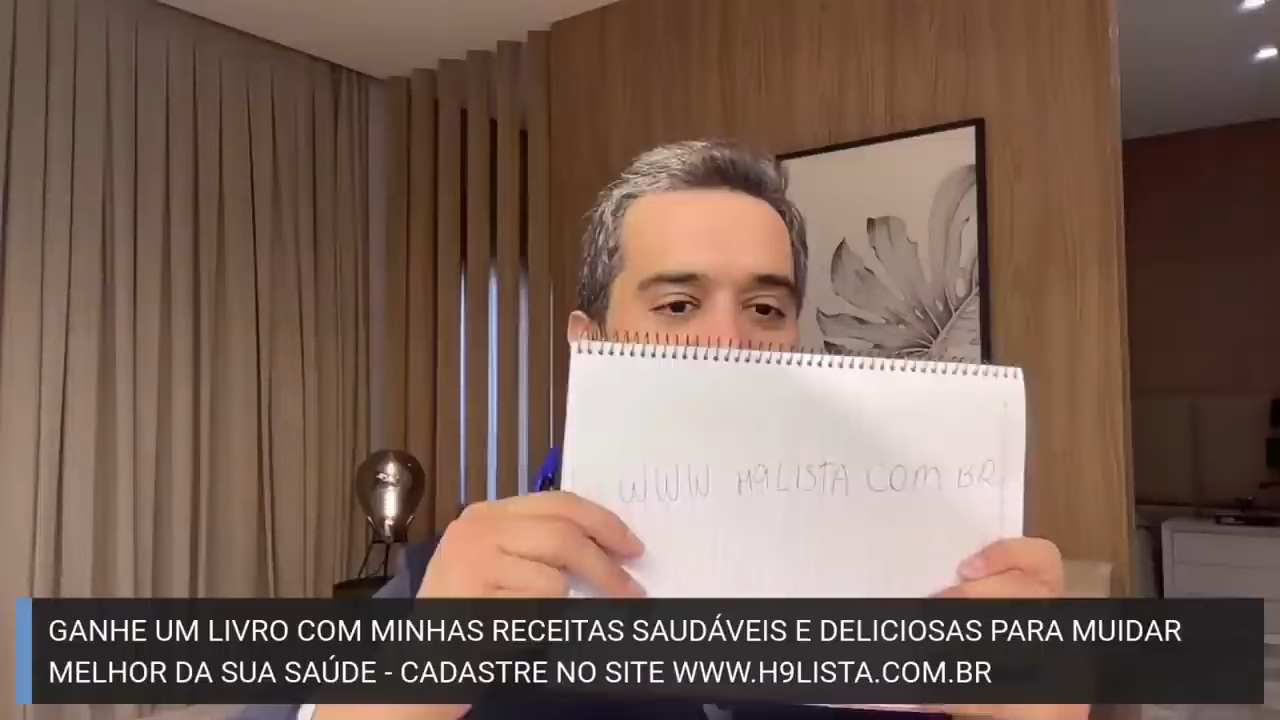 WWW H9LISTA COM BR
GANHE UM LIVRO COM MINHAS RECEITAS SAUDÁVEIS E DELICIOSAS PARA MUIDAR
MELHOR DA SUA SAÚDE - CADASTRE NO SITE WWW.H9LISTA.COM.BR